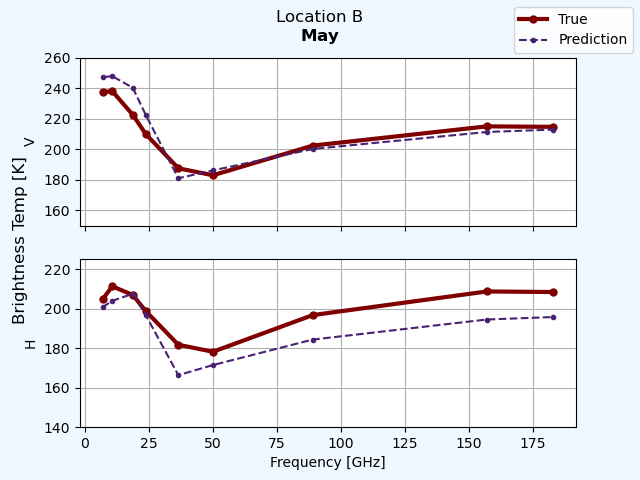 Location B
May
True
Prediction
Brightness Temp [K]
V
260
240
220
200
180
160
H
220
200
180
160
140
0
25
50
75
100
125
150
175
Frequency [GHz]